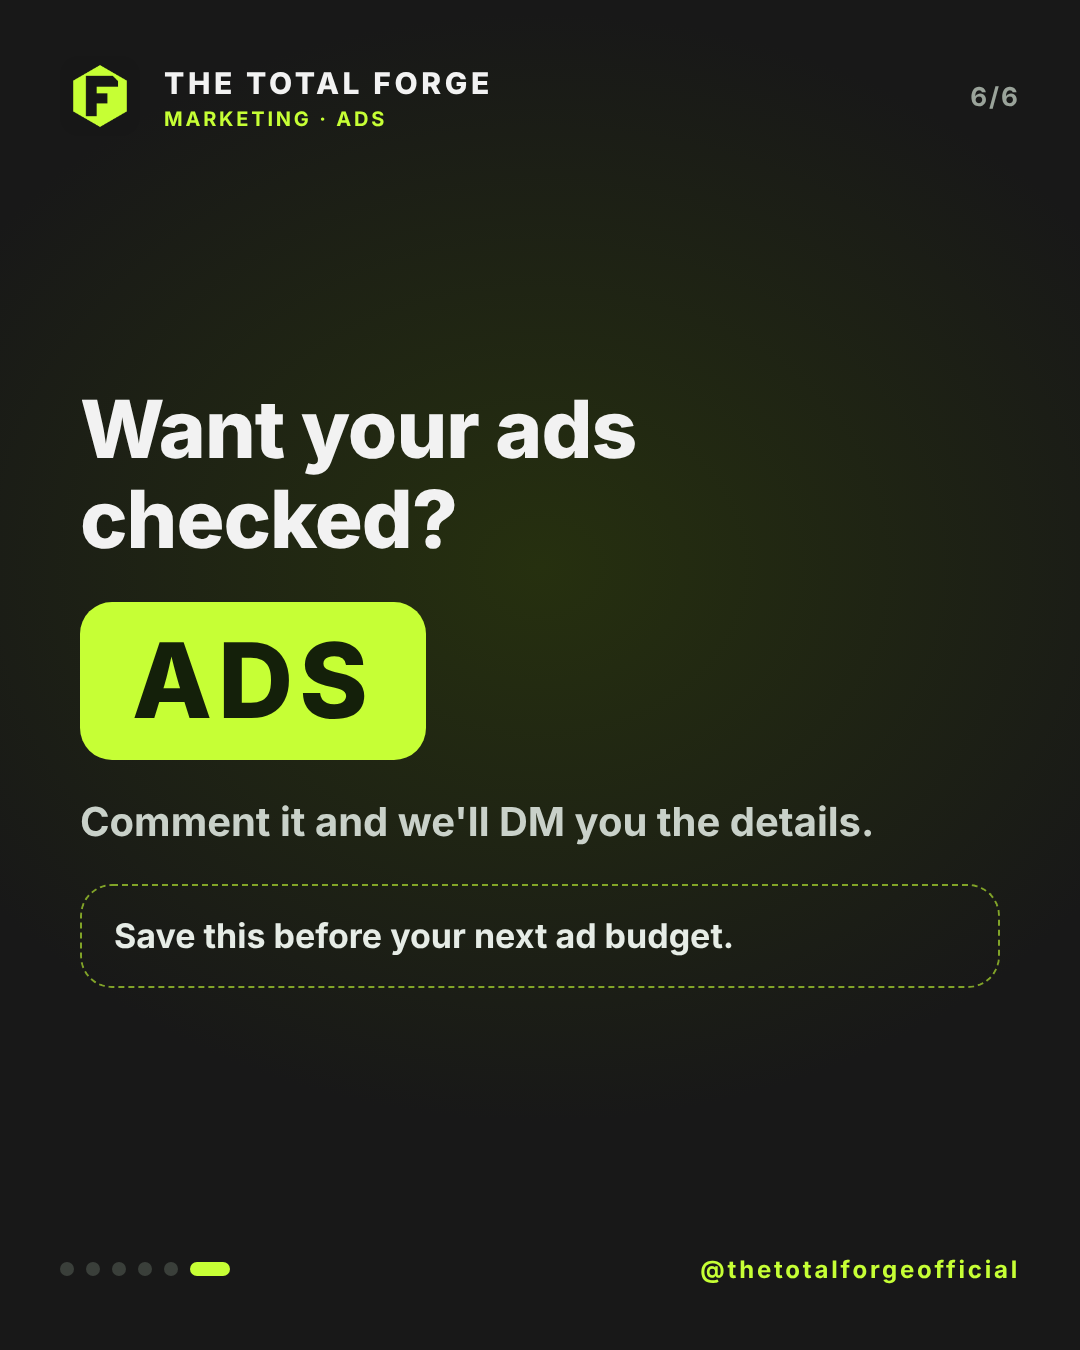 THE TOTAL FORGE
MARKETING · ADS
6/6
Want your ads
checked?
ADS
Comment it and we'll DM you the details.
Save this before your next ad budget.
@thetotalforgeofficial